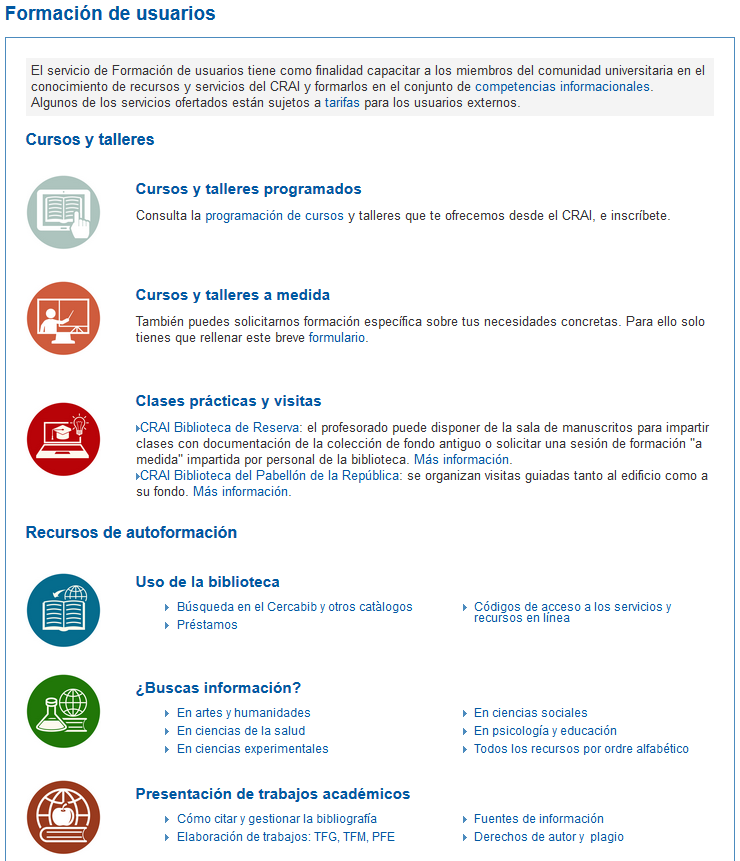 Formación de usuarios
El servicio de Formación de usuarios tiene como finalidad capacitar a los miembros del comunidad universitaria en el
conocimiento de recursos y servicios del CRAI y formarlos en el conjunto de competencias informacionales.
Algunos de los servicios ofertados están sujetos a tarifas para los usuarios externos.
Cursos y talleres
Cursos y talleres programados
Consulta la programación de cursos y talleres que te ofrecemos desde el CRAI, e inscríbete.
Cursos y talleres a medida
También puedes solicitarnos formación específica sobre tus necesidades concretas. Para ello solo
tienes que rellenar este breve formulario.
Clases prácticas y visitas
CRAI Biblioteca de Reserva: el profesorado puede disponer de la sala de manuscritos para impartir
clases con documentación de la colección de fondo antiguo o solicitar una sesión de formación "a
medida" impartida por personal de la biblioteca. Más información.
CRAI Biblioteca del Pabellón de la República: se organizan visitas guiadas tanto al edificio como a
su fondo. Más información.
Recursos de autoformación
Uso de la biblioteca
Búsqueda en el Cercabib y otros catàlogos
Préstamos
Códigos de acceso a los servicios y
recursos en línea
¿Buscas información?
En artes y humanidades
En ciencias de la salud
En ciencias experimentales
En ciencias sociales
En psicología y educación
Todos los recursos por ordre alfabético
Presentación de trabajos académicos
Cómo citar y gestionar la bibliografía
Elaboración de trabajos: TFG, TFM, PFE
Fuentes de información
Derechos de autor y plagio